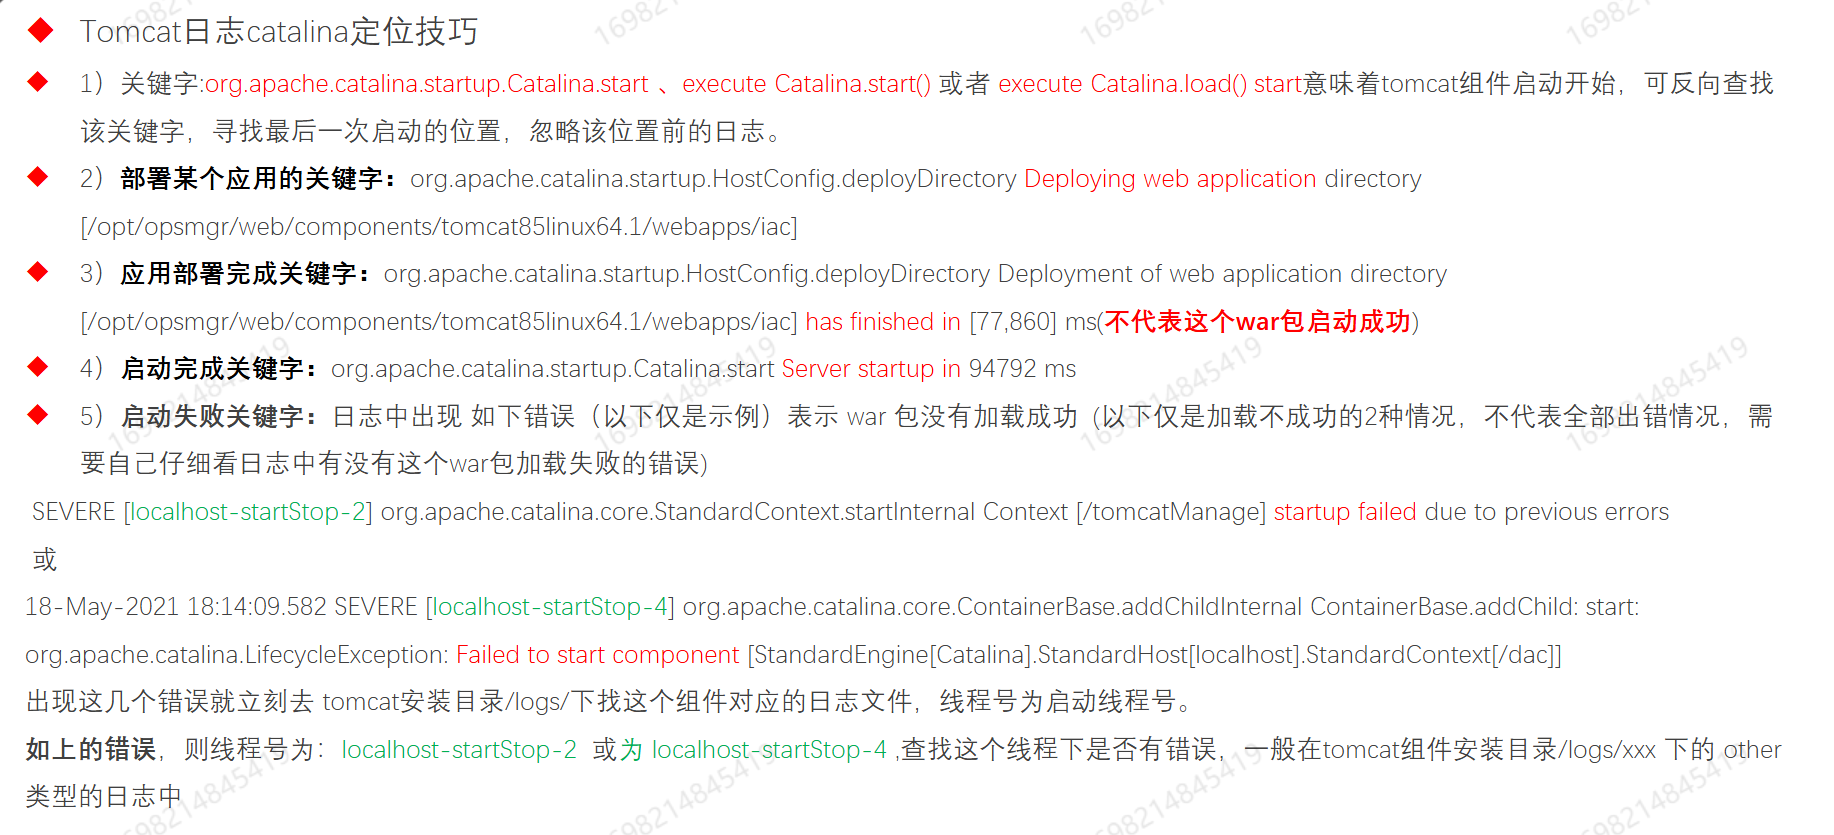 Tomcat日志catalina定位技巧
1）关键字:org.apache.catalina.startup.Catalina.start 、execute Catalina.start() 或者 execute Catalina.load() start意味着tomcat组件启动开始，可反向查找
该关键字，寻找最后一次启动的位置，忽略该位置前的日志。
2）部署某个应用的关键字：org.apache.catalina.startup.HostConfig.deployDirectory Deploying web application directory
[/opt/opsmgr/web/components/tomcat85linux64.1/webapps/iac]
3）应用部署完成关键字：org.apache.catalina.startup.HostConfig.deployDirectory Deployment of web application directory
[/opt/opsmgr/web/components/tomcat85linux64.1/webapps/iac] has finished in [77,860] ms(不代表这个war包启动成功)
4）启动完成关键字：org.apache.catalina.startup.Catalina.start Server startup in 94792 ms
5）启动失败关键字：日志中出现 如下错误（以下仅是示例）表示 war 包没有加载成功（以下仅是加载不成功的2种情况，不代表全部出错情况，需
要自己仔细看日志中有没有这个war包加载失败的错误)
SEVERE [localhost-startStop-2] org.apache.catalina.core.StandardContext.startInternal Context [/tomcatManage] startup failed due to previous errors
或
18-May-2021 18:14:09.582 SEVERE [localhost-startStop-4] org.apache.catalina.core.ContainerBase.addChildInternal ContainerBase.addChild: start:
org.apache.catalina.LifecycleException: Failed to start component [StandardEngine[Catalina].StandardHost[localhost].StandardContext[/dac]]
出现这几个错误就立刻去 tomcat安装目录/logs/下找这个组件对应的日志文件，线程号为启动线程号。
如上的错误，则线程号为：localhost-startStop-2 或为 localhost-startStop-4 ,查找这个线程下是否有错误，一般在tomcat组件安装目录/logs/xxx 下的 other
类型的日志中
1698214845419
1698214845419
1698214845419
1698214845419